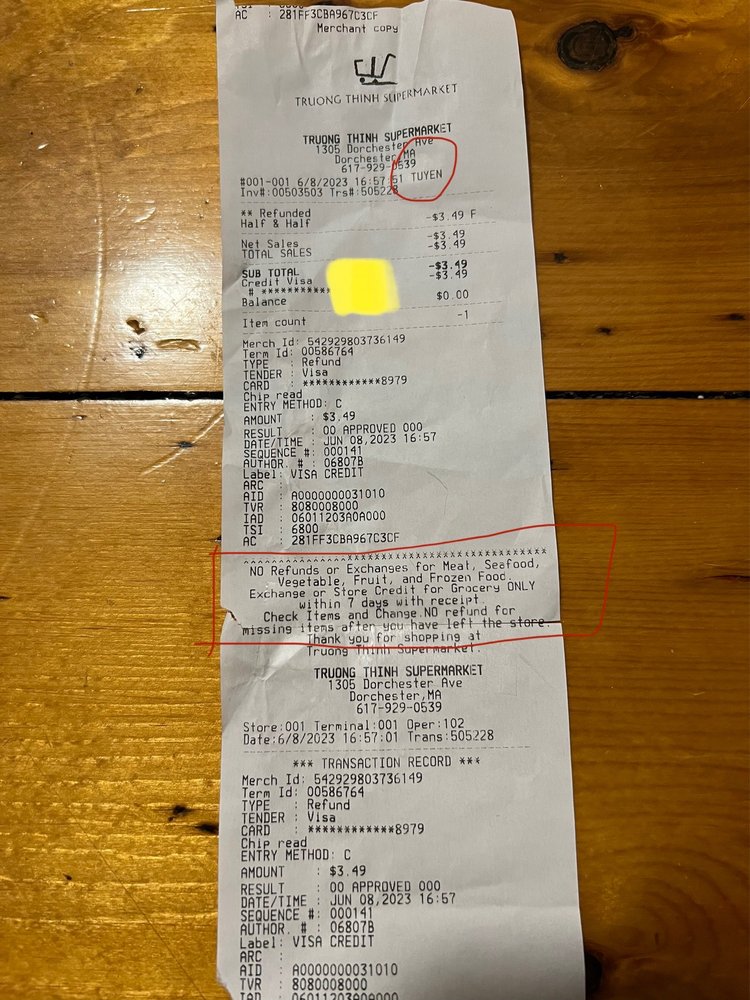 AC   : 281FF3CBA967C3CF
Merchant copy
TRUONG THINH SUPERMARKET
TRUONG THINH SUPERMARKET
1305 Dorchester Ave
Dorchester,MA
617-929-0539
#001-001 6/8/2023 16:57:51 TUYEN
Inv#:00503503 Trs#:505228
** Refunded -$3.49 F
Half & Half
Net Sales -$3.49
TOTAL SALES -$3.49
SUB TOTAL -$3.49
Credit Visa -$3.49
# ***********
Balance $0.00
Item count -1
Merch Id: 542929803736149
Term Id: 00586764
TYPE   : Refund
TENDER : Visa
CARD   : ************8979
Chip read
ENTRY METHOD: C
AMOUNT   : $3.49
RESULT   : 00 APPROVED 000
DATE/TIME : JUN 08,2023 16:57
SEQUENCE #: 000141
AUTHOR. # : 06807B
Label: VISA CREDIT
ARC  :
AID  : A0000000031010
TVR  : 8080008000
IAD  : 06011203A0A000
TSI  : 6800
AC   : 281FF3CBA967C3CF
NO Refunds or Exchanges for Meat, Seafood,
Vegetable, Fruit, and Frozen Food.
Exchange or Store Credit for Grocery ONLY
within 7 days with receipt.
Check Items and Change.NO refund for
missing items after you have left the store.
Thank you for shopping at
Truong Thinh Supermarket.
TRUONG THINH SUPERMARKET
1305 Dorchester Ave
Dorchester,MA
617-929-0539
Store:001 Terminal:001 Oper:102
Date:6/8/2023 16:57:01 Trans:505228
*** TRANSACTION RECORD ***
Merch Id: 542929803736149
Term Id: 00586764
TYPE   : Refund
TENDER : Visa
CARD   : ************8979
Chip read
ENTRY METHOD: C
AMOUNT   : $3.49
RESULT   : 00 APPROVED 000
DATE/TIME : JUN 08,2023 16:57
SEQUENCE #: 000141
AUTHOR. # : 06807B
Label: VISA CREDIT
ARC  :
AID  : A0000000031010
TVR  : 8080008000
IAD  : 06011203A0A000